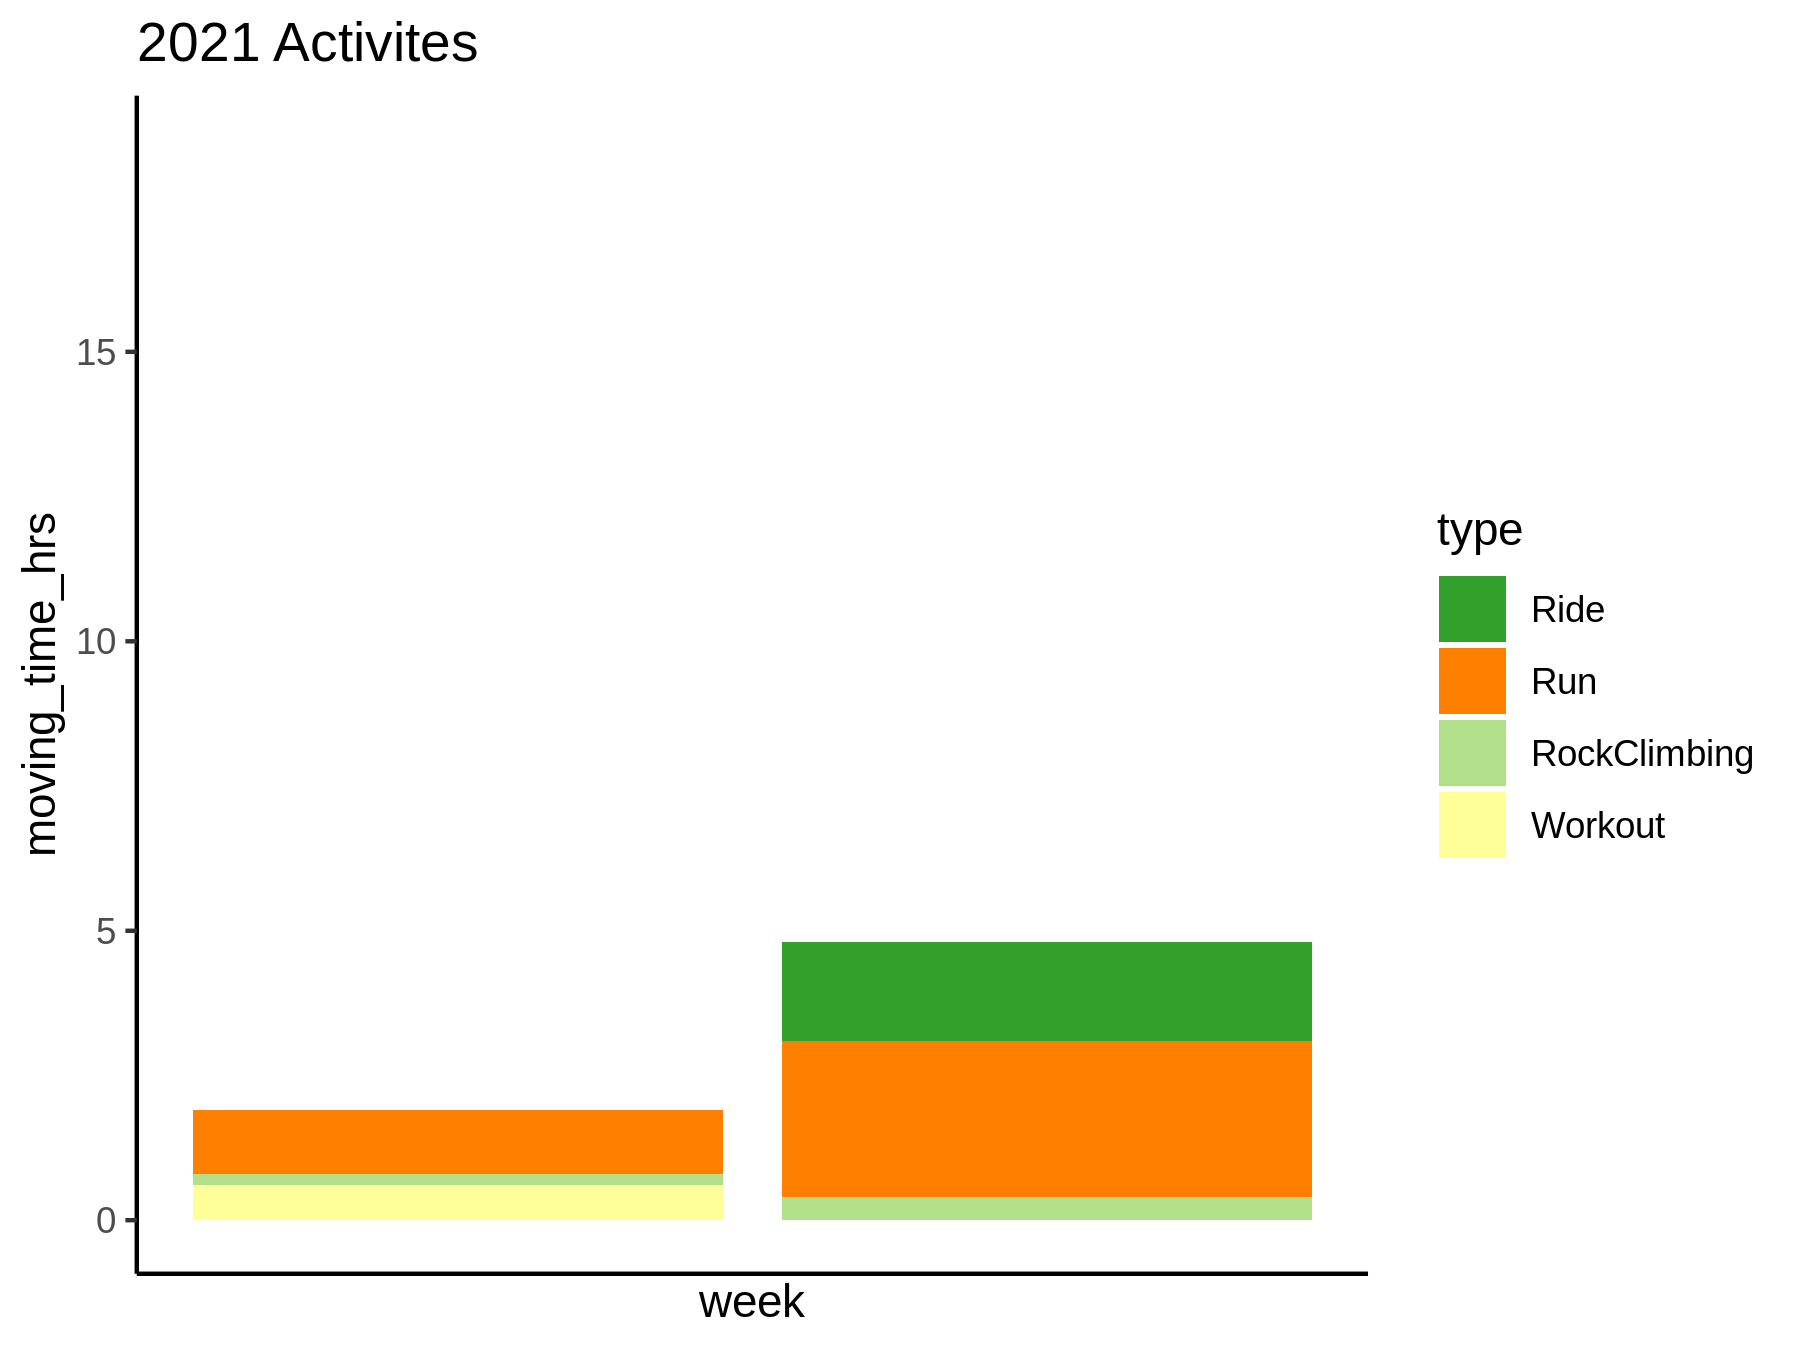 2021 Activites
moving_time_hrs
15
10
5
0
week
type
Ride
Run
RockClimbing
Workout